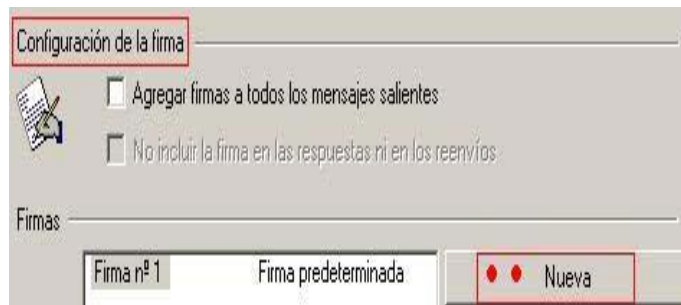 Configuración de la firma
Agregar firmas a todos los mensajes salientes
No incluir la firma en las respuestas ni en los reenvíos
Firmas
Firma nº 1 Firma predeterminada Nueva